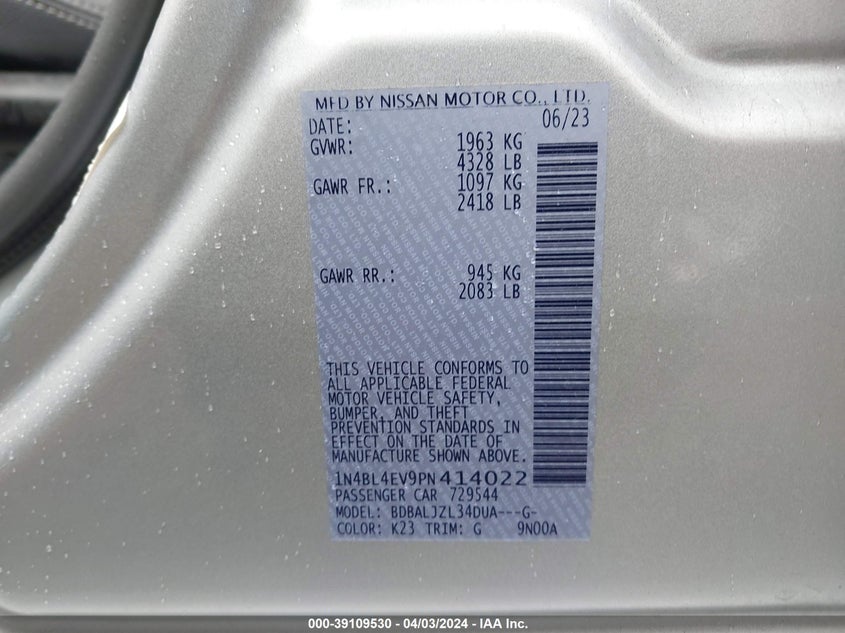 MFD BY NISSAN MOTOR CO., LTD.
DATE: 06/23
GVWR: 1963 KG
4328 LB
GAWR FR.: 1097 KG
2418 LB
GAWR RR.: 945 KG
2083 LB
THIS VEHICLE CONFORMS TO
ALL APPLICABLE FEDERAL
MOTOR VEHICLE SAFETY,
BUMPER, AND THEFT
PREVENTION STANDARDS IN
EFFECT ON THE DATE OF
MANUFACTURE SHOWN ABOVE.
1N4BL4EV9PN414022
PASSENGER CAR 729544
MODEL: BDBALJZL34DUA---G-
COLOR: K23 TRIM: G 9N00A
000-39109530 - 04/03/2024 - IAA Inc.